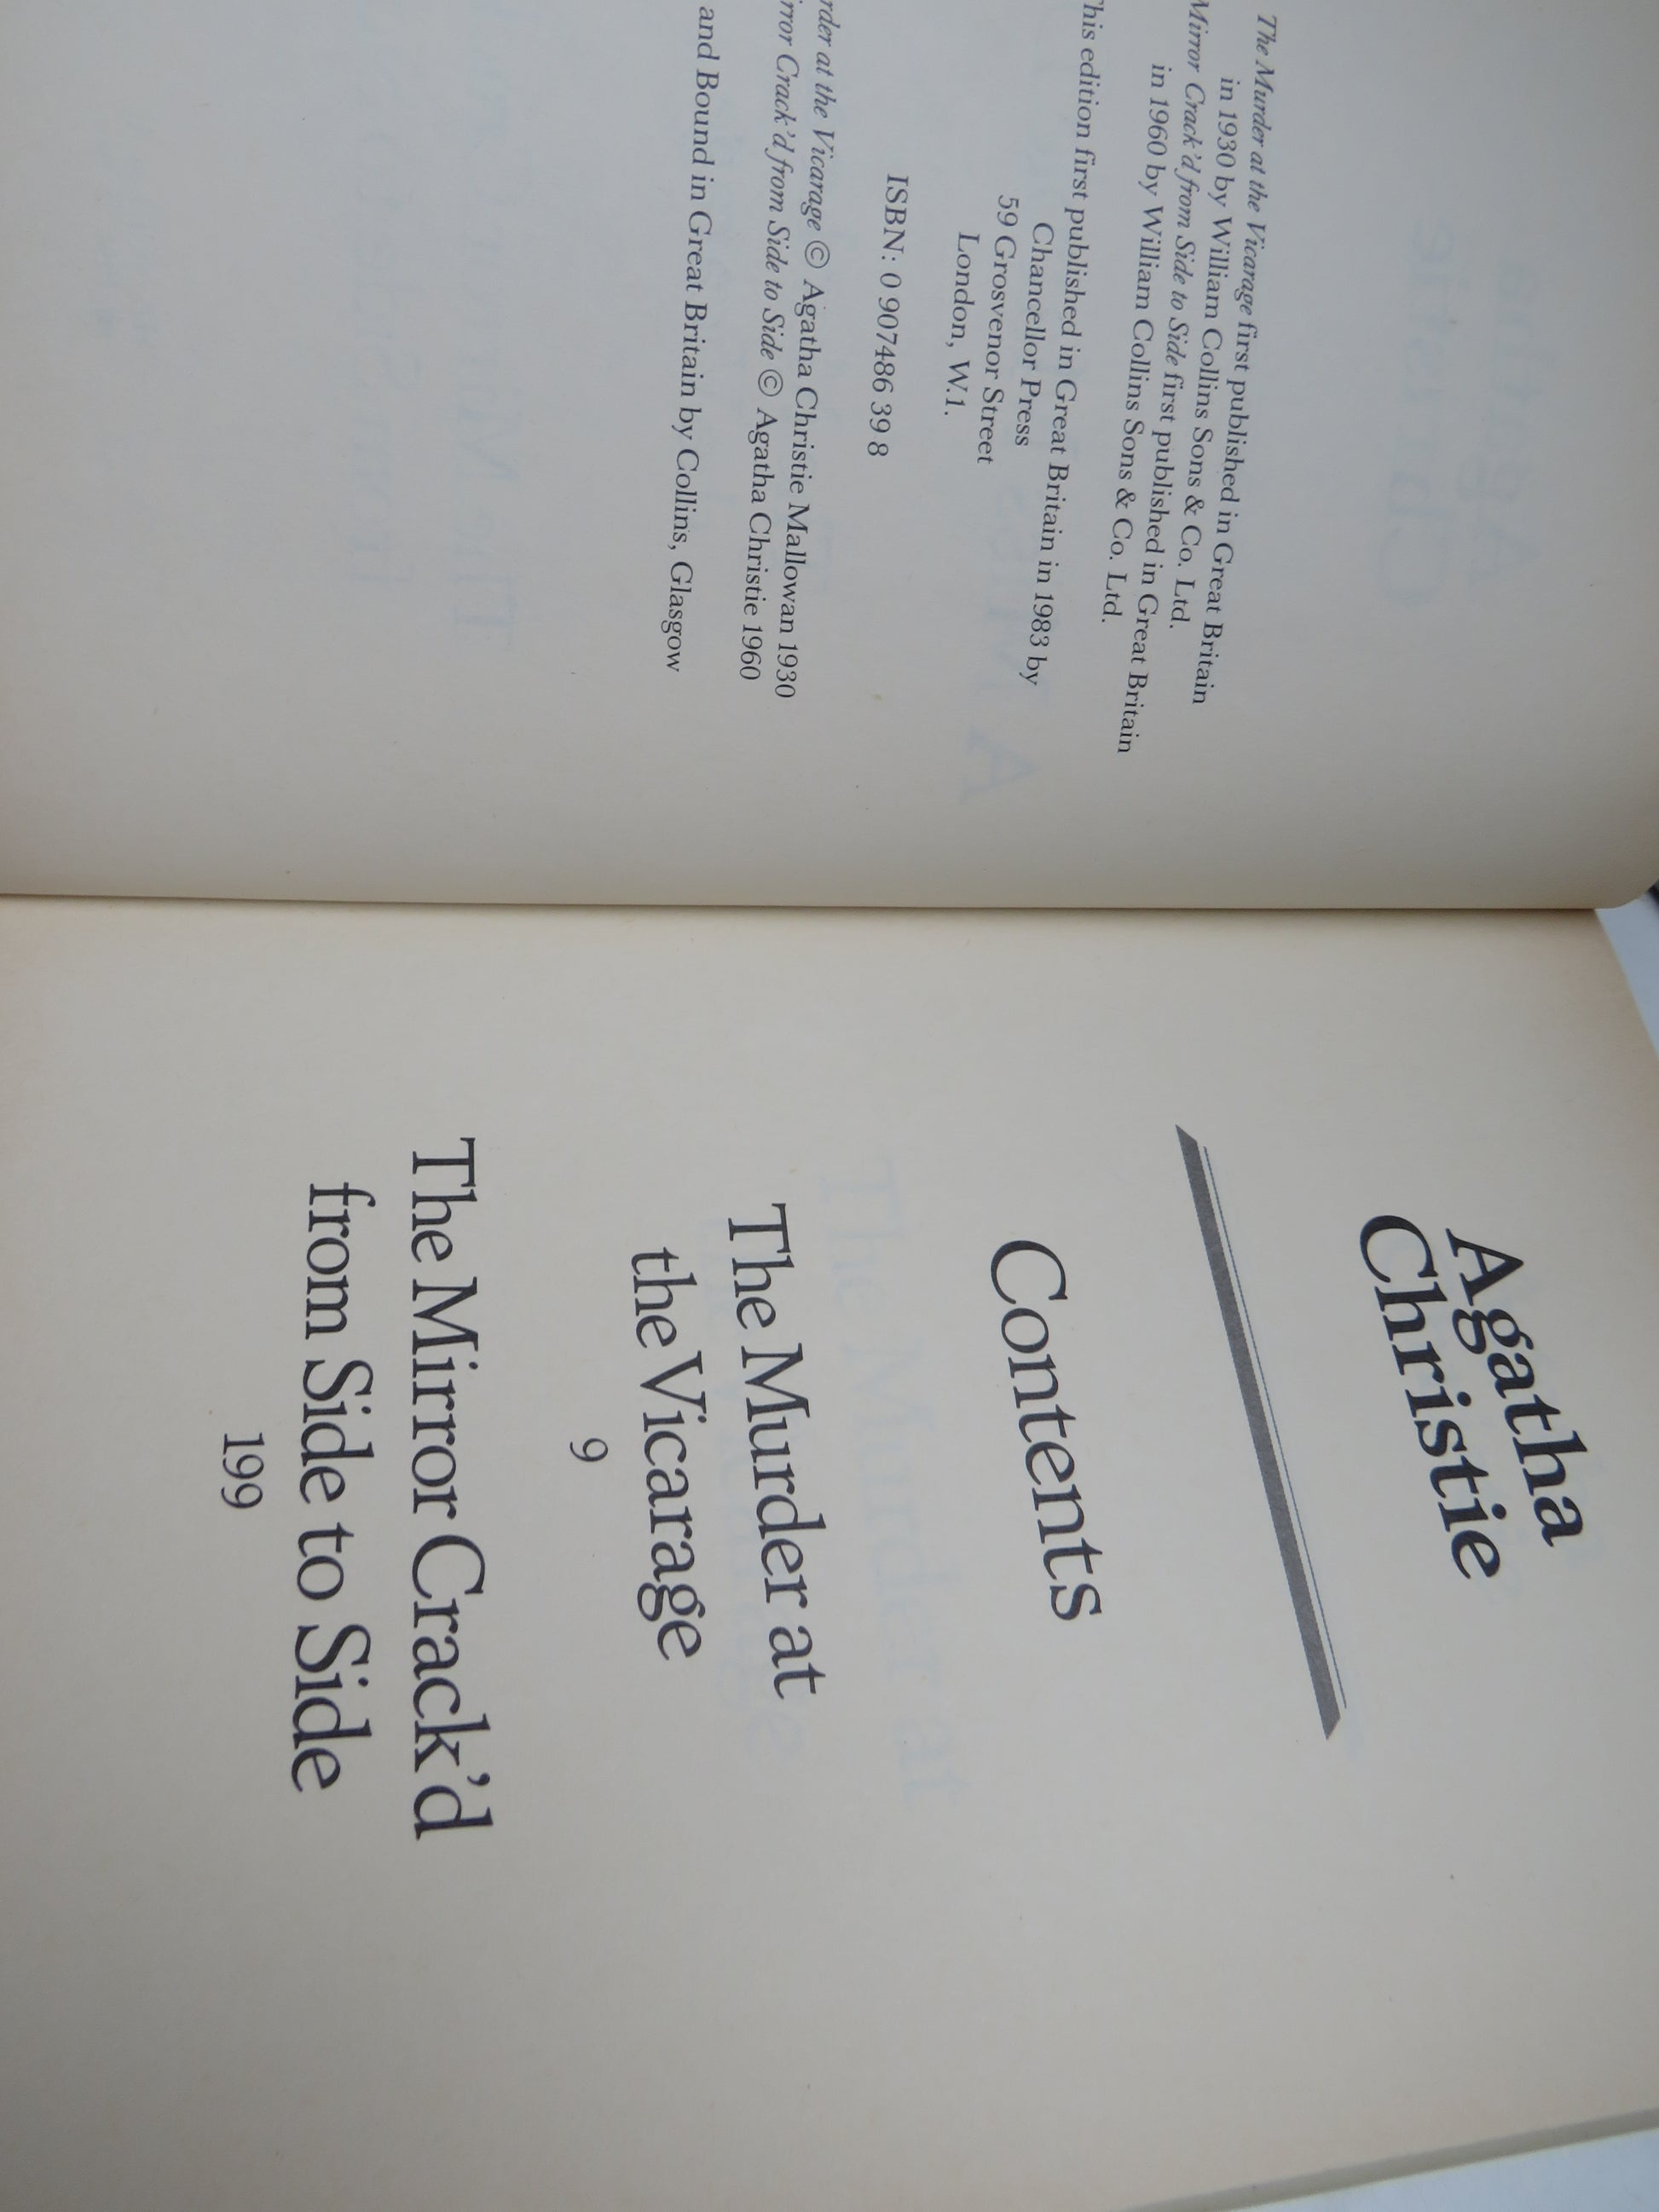 The Murder at the Vicarage first published in Great Britain
in 1930 by William Collins Sons & Co. Ltd.
Mirror Crack'd from Side to Side first published in Great Britain
in 1960 by William Collins Sons & Co. Ltd.
This edition first published in Great Britain in 1983 by
Chancellor Press
59 Grosvenor Street
London, W.1.
ISBN: 0 907486 39 8
at the Vicarage © Agatha Christie Mallowan 1930
Crack'd from Side to Side © Agatha Christie 1960
and Bound in Great Britain by Collins, Glasgow
Agatha
Christie
Contents
The Murder at
the Vicarage
9
The Mirror Crack'd
from Side to Side
199